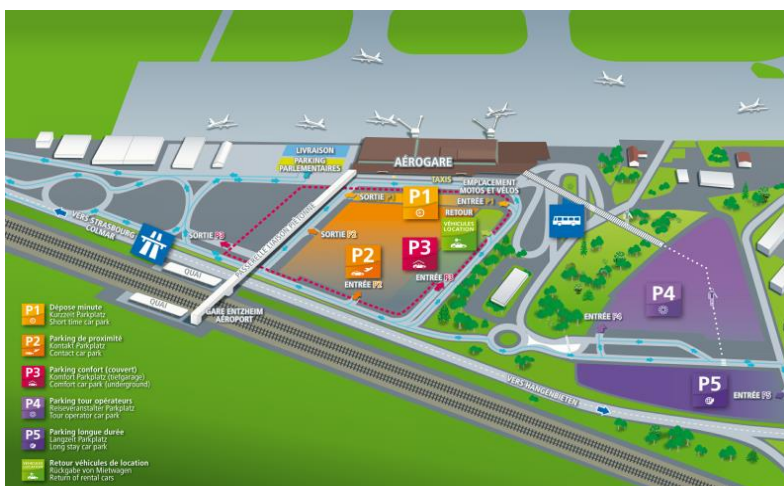 LIVRAISON
PARKING
PARLEMENTAIRES
AÉROGARE
TAXIS
EMPLACEMENT
MOTOS ET VÉLOS
SORTIE P1
P1
ENTRÉE P1
RETOUR
VÉHICULES
LOCATION
VERS STRASBOURG
COLMAR
SORTIE P3
SORTIE P2
P2
P3
ENTRÉE P2
ENTRÉE P3
QUAI
QUAI
GARE ENTZHEIM
AÉROPORT
P4
ENTRÉE P4
VERS HANGENBIETEN
P5
ENTRÉE P5
P1
Dépose minute
Kurzzeit Parkplatz
Short time car park
P2
Parking de proximité
Kontakt Parkplatz
Contact car park
P3
Parking confort (couvert)
Komfort Parkplatz (tiefgarage)
Comfort car park (underground)
P4
Parking tour opérateurs
Reiseveranstalter Parkplatz
Tour operator car park
P5
Parking longue durée
Langzeit Parkplatz
Long stay car park
VÉHICULES
LOCATION
Retour véhicules de location
Rückgabe von Mietwagen
Return of rental cars